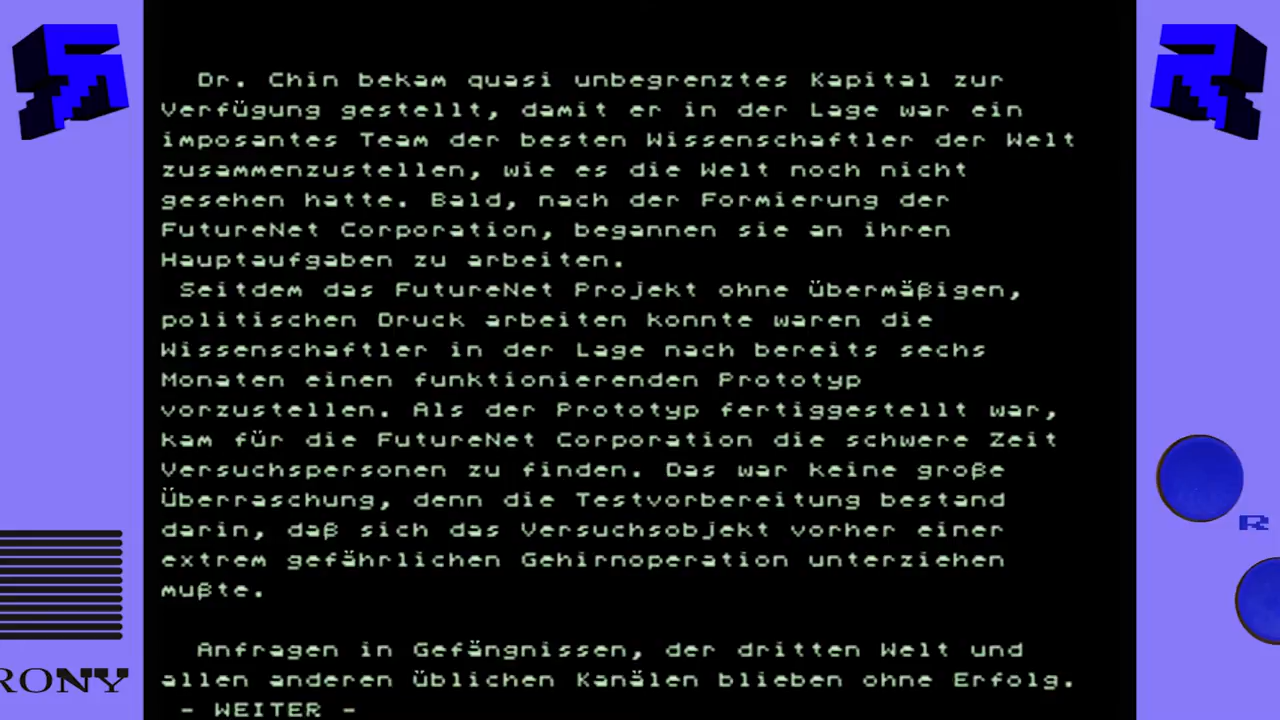 Dr. Chin bekam quasi unbegrenztes Kapital zur
Verfügung gestellt, damit er in der Lage war ein
imposantes Team der besten Wissenschaftler der Welt
zusammenzustellen, wie es die Welt noch nicht
gesehen hatte. Bald, nach der Formierung der
FutureNet Corporation, begannen sie an ihren
Hauptaufgaben zu arbeiten.
Seitdem das FutureNet Projekt ohne übermäßigen,
politischen Druck arbeiten konnte waren die
Wissenschaftler in der Lage nach bereits sechs
Monaten einen funktionierenden Prototyp
vorzustellen. Als der Prototyp fertiggestellt war,
kam für die FutureNet Corporation die schwere Zeit
Versuchspersonen zu finden. Das war keine große
Überraschung, denn die Testvorbereitung bestand
darin, daß sich das Versuchsobjekt vorher einer
extrem gefährlichen Gehirnoperation unterziehen
mußte.
Anfragen in Gefängnissen, der dritten Welt und
allen anderen üblichen Kanälen blieben ohne Erfolg.
- WEITER -
RONY
R